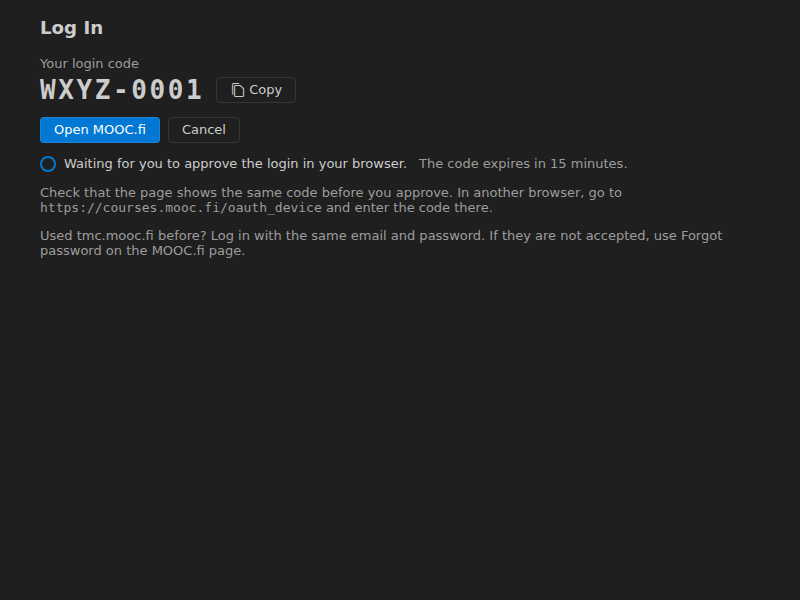 Log In
Your login code
WXYZ-0001
Copy
Open MOOC.fi
Cancel
Waiting for you to approve the login in your browser. The code expires in 15 minutes.
Check that the page shows the same code before you approve. In another browser, go to
https://courses.mooc.fi/oauth_device and enter the code there.
Used tmc.mooc.fi before? Log in with the same email and password. If they are not accepted, use Forgot
password on the MOOC.fi page.